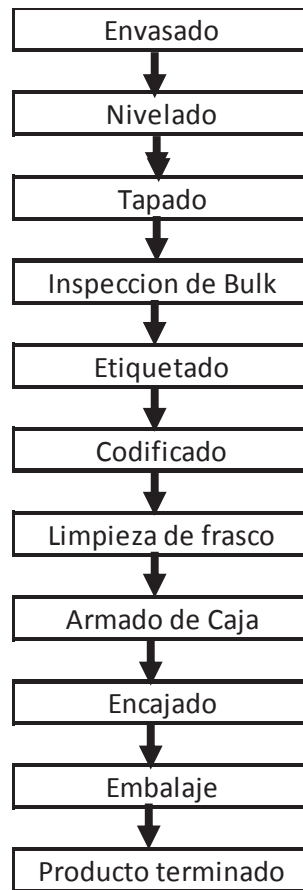 Envasado
Nivelado
Tapado
Inspeccion de Bulk
Etiquetado
Codificado
Limpieza de frasco
Armado de Caja
Encajado
Embalaje
Producto terminado